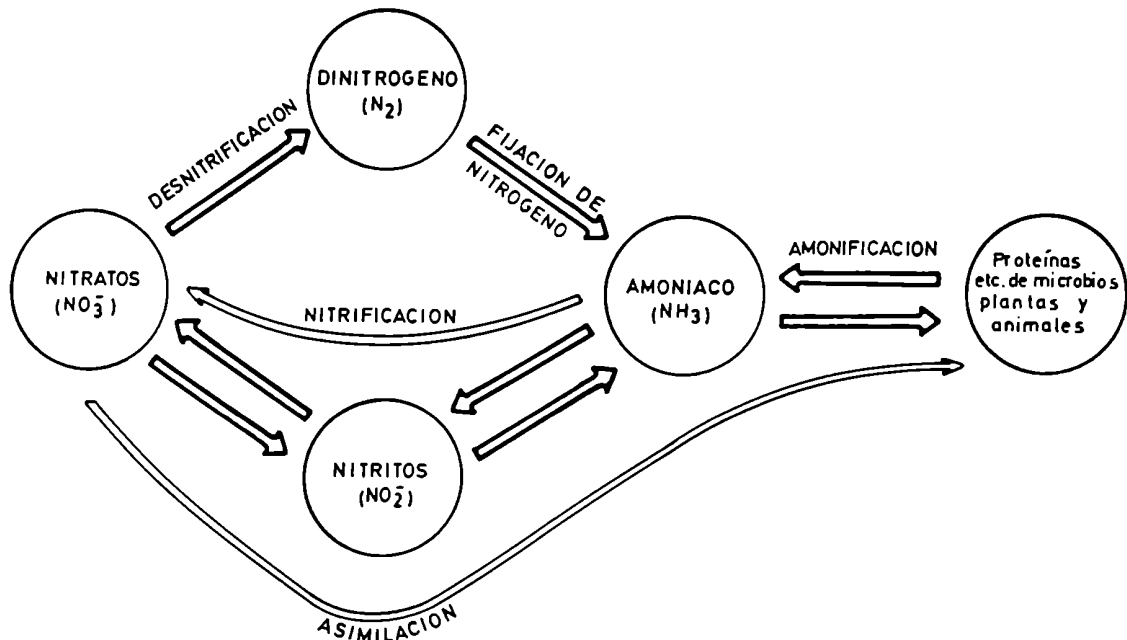 DINITROGENO
(N₂)
DESNITRIFICACION
FIJACION DE
NITROGENO
NITRATOS
(NO₃⁻)
NITRIFICACION
AMONIACO
(NH₃)
AMONIFICACION
Proteínas
etc. de microbios
plantas y
animales
NITRITOS
(NO₂⁻)
ASIMILACION